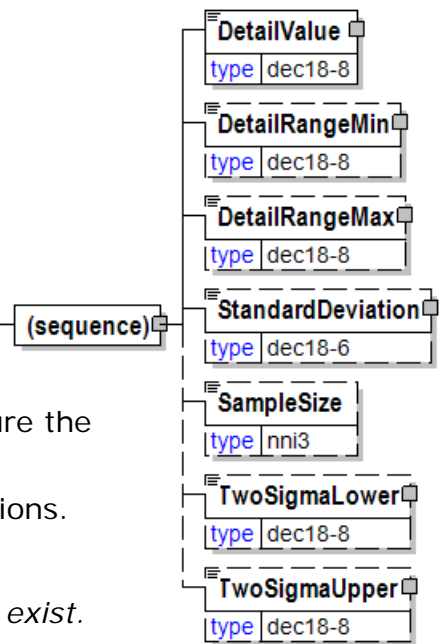 DetailValue
type dec18-8
DetailRangeMin
type dec18-8
DetailRangeMax
type dec18-8
(sequence)
StandardDeviation
type dec18-6
SampleSize
type nni3
ure the
TwoSigmaLower
type dec18-8
ions.
TwoSigmaUpper
type dec18-8
exist.